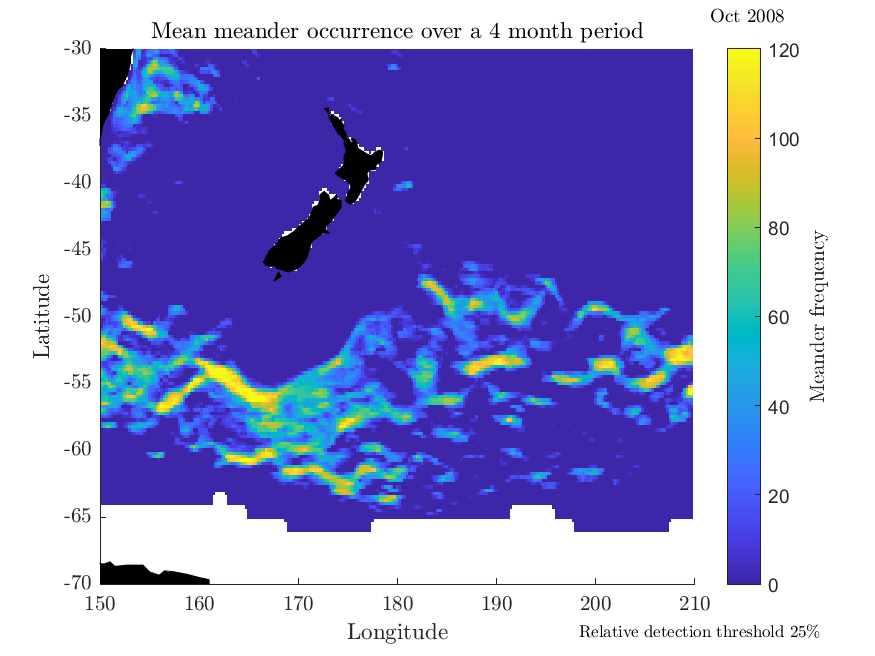 Oct 2008
Mean meander occurrence over a 4 month period
-30
-35
-40
-45
-50
-55
-60
-65
-70
Latitude
150 160 170 180 190 200 210
Longitude
120
100
80
60
40
20
0
Meander frequency
Relative detection threshold 25%